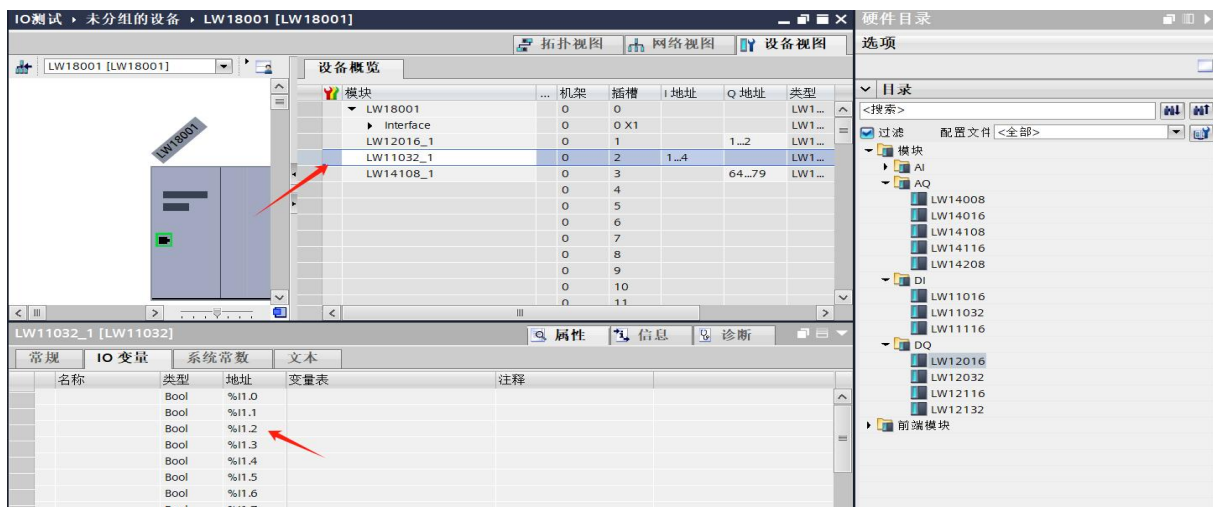 IO测试 › 未分组的设备 › LW18001 [LW18001]
拓扑视图 网络视图 设备视图
LW18001 [LW18001]
LW18001
设备概览
模块 ... 机架 插槽 I 地址 Q 地址 类型
LW18001 0 0 LW1...
Interface 0 0 X1 LW1...
LW12016_1 0 1 1...2 LW1...
LW11032_1 0 2 1...4 LW1...
LW14108_1 0 3 64...79 LW1...
0 4
0 5
0 6
0 7
0 8
0 9
0 10
0 11
LW11032_1 [LW11032]
属性 信息 诊断
常规 IO 变量 系统常数 文本
名称 类型 地址 变量表 注释
Bool %I1.0
Bool %I1.1
Bool %I1.2
Bool %I1.3
Bool %I1.4
Bool %I1.5
Bool %I1.6
硬件目录
选项
目录
<搜索>
过滤 配置文件 <全部>
模块
AI
AQ
LW14008
LW14016
LW14108
LW14116
LW14208
DI
LW11016
LW11032
LW11116
DQ
LW12016
LW12032
LW12116
LW12132
前端模块